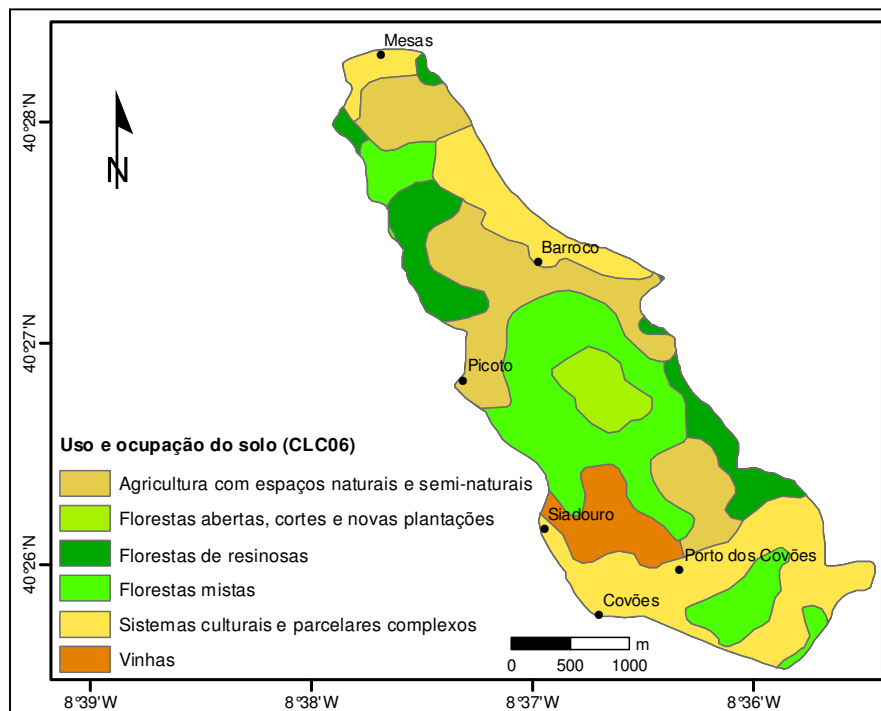 Mesas
40°28'N
N
Barroco
40°27'N
Picoto
Uso e ocupação do solo (CLC06)
Agricultura com espaços naturais e semi-naturais
Florestas abertas, cortes e novas plantações
Florestas de resinosas
Florestas mistas
Sistemas culturais e parcelares complexos
Vinhas
Siadouro
40°26'N
Porto dos Covões
Covões
m
0 500 1000
8°39'W 8°38'W 8°37'W 8°36'W